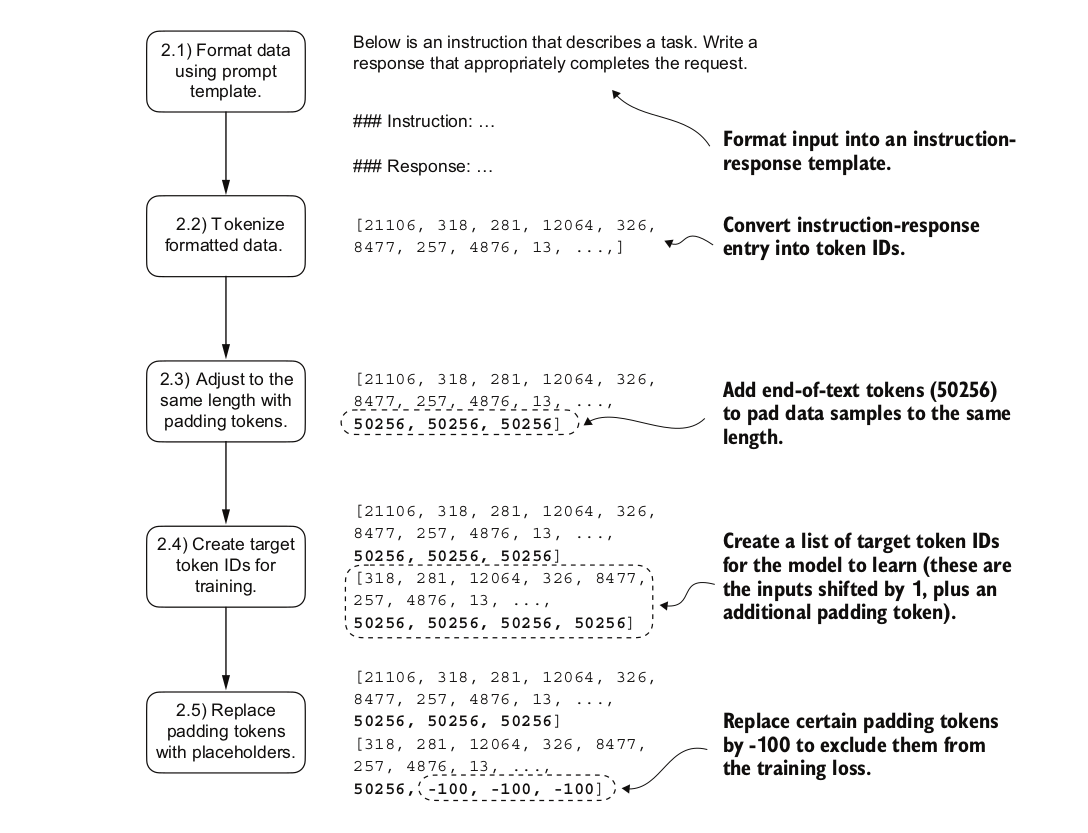 2.1) Format data
using prompt
template.
Below is an instruction that describes a task. Write a
response that appropriately completes the request.
### Instruction: …
### Response: …
Format input into an instruction-
response template.
2.2) Tokenize
formatted data.
[21106, 318, 281, 12064, 326,
8477, 257, 4876, 13, ...,]
Convert instruction-response
entry into token IDs.
2.3) Adjust to the
same length with
padding tokens.
[21106, 318, 281, 12064, 326,
8477, 257, 4876, 13, ...,
50256, 50256, 50256]
Add end-of-text tokens (50256)
to pad data samples to the same
length.
2.4) Create target
token IDs for
training.
[21106, 318, 281, 12064, 326,
8477, 257, 4876, 13, ...,
50256, 50256, 50256]
[318, 281, 12064, 326, 8477,
257, 4876, 13, ...,
50256, 50256, 50256, 50256]
Create a list of target token IDs
for the model to learn (these are
the inputs shifted by 1, plus an
additional padding token).
2.5) Replace
padding tokens
with placeholders.
[21106, 318, 281, 12064, 326,
8477, 257, 4876, 13, ...,
50256, 50256, 50256]
[318, 281, 12064, 326, 8477,
257, 4876, 13, ...,
50256, -100, -100, -100]
Replace certain padding tokens
by -100 to exclude them from
the training loss.